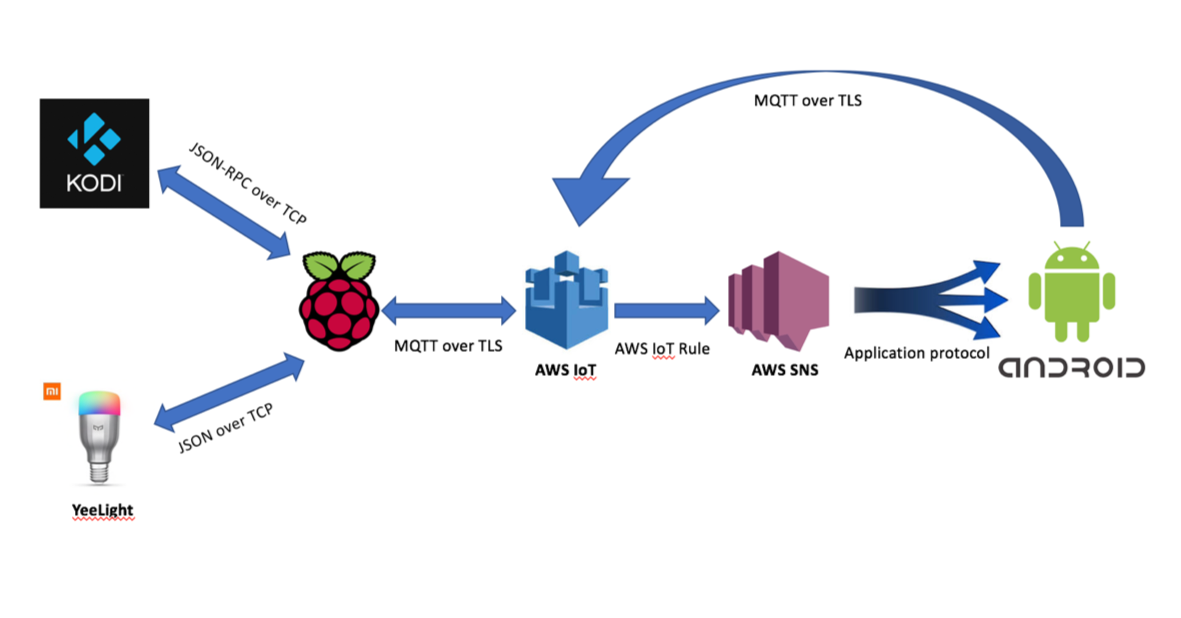 MQTT over TLS
KODI
JSON-RPC over TCP
MQTT over TLS
AWS IoT Rule
Application protocol
AWS IoT
AWS SNS
ANDROID
mi
JSON over TCP
YeeLight